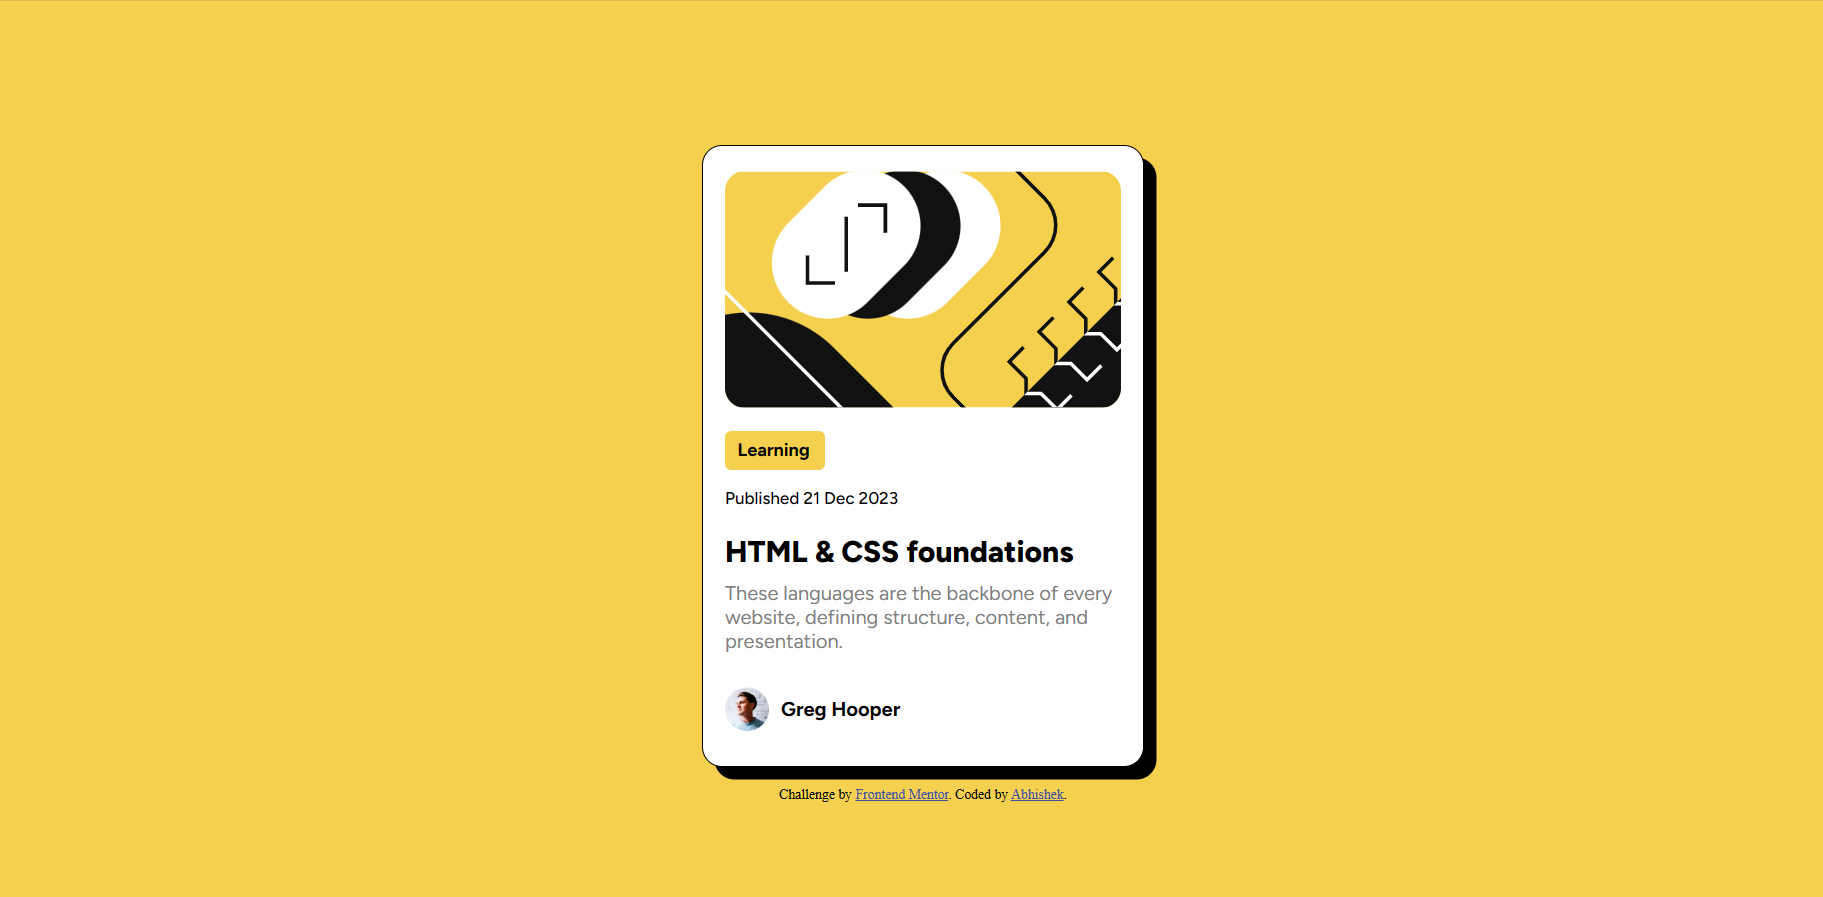 Learning
Published 21 Dec 2023
HTML & CSS foundations
These languages are the backbone of every
website, defining structure, content, and
presentation.
Greg Hooper
Challenge by Frontend Mentor. Coded by Abhishek.